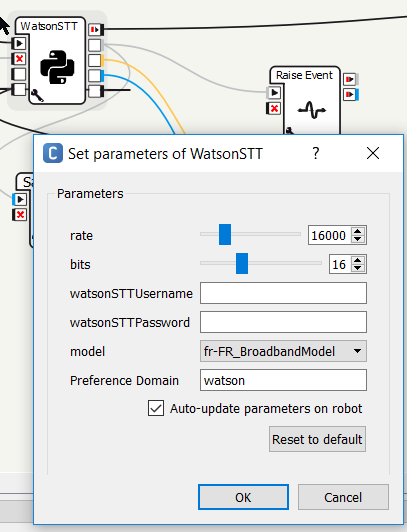 WatsonSTT
Raise Event
C Set parameters of WatsonSTT ?
Parameters
rate 16000
bits 16
watsonSTTUsername
watsonSTTPassword
model fr-FR_BroadbandModel
Preference Domain watson
Auto-update parameters on robot
Reset to default
OK Cancel